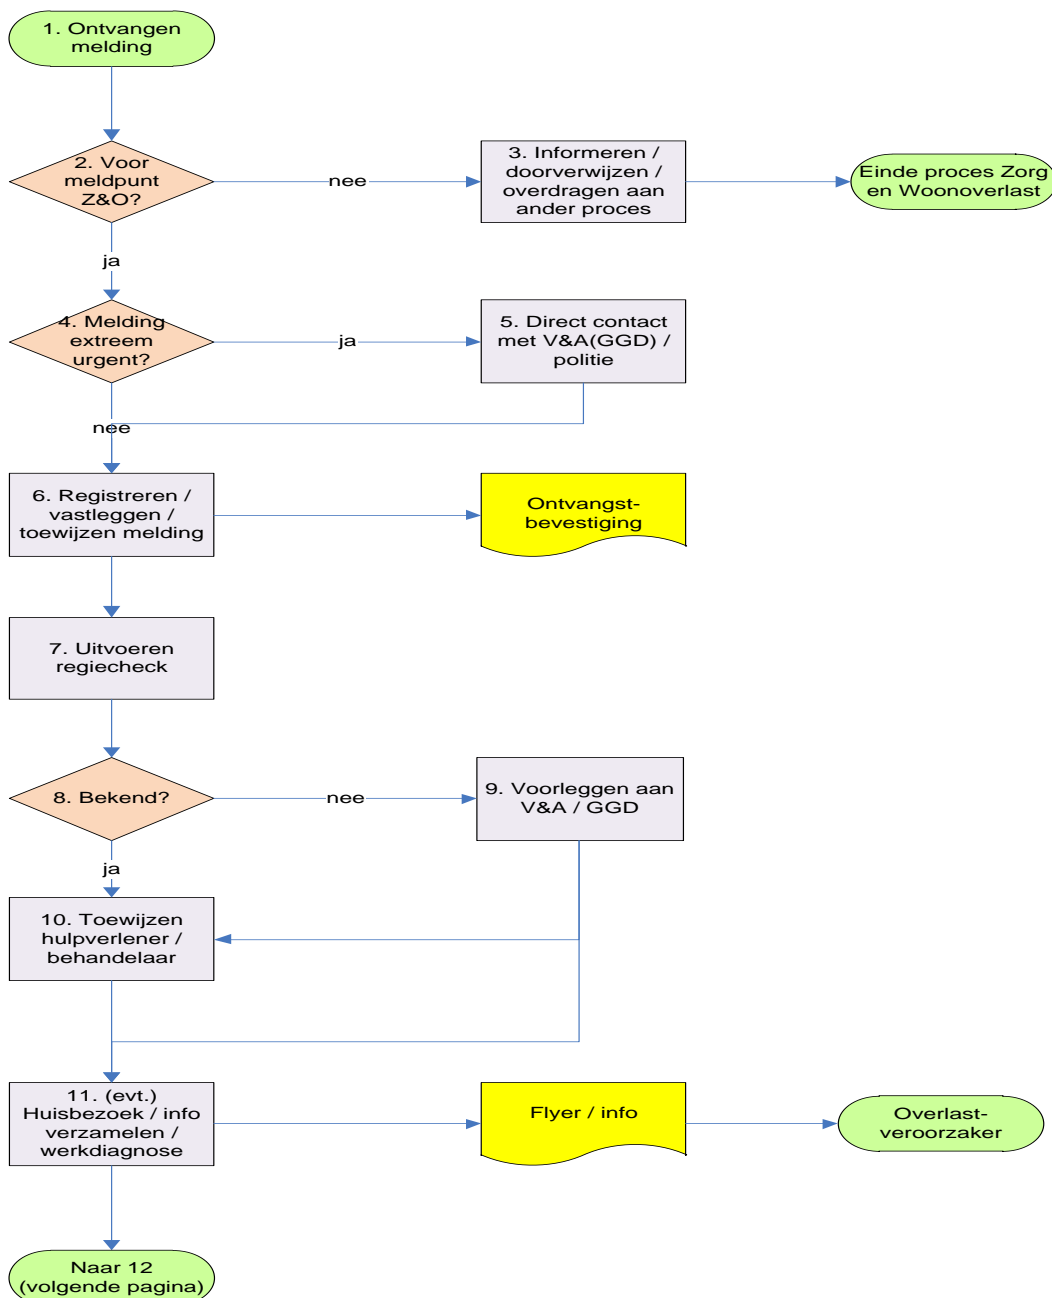 1. Ontvangen
melding
2. Voor
meldpunt
Z&O?
nee
3. Informeren /
doorverwijzen /
overdragen aan
ander proces
Einde proces Zorg
en Woonoverlast
ja
4. Melding
extreem
urgent?
ja
5. Direct contact
met V&A(GGD) /
politie
nee
6. Registreren /
vastleggen /
toewijzen melding
Ontvangst-
bevestiging
7. Uitvoeren
regiecheck
8. Bekend?
nee
9. Voorleggen aan
V&A / GGD
ja
10. Toewijzen
hulpverlener /
behandelaar
11. (evt.)
Huisbezoek / info
verzamelen /
werkdiagnose
Flyer / info
Overlast-
veroorzaker
Naar 12
(volgende pagina)